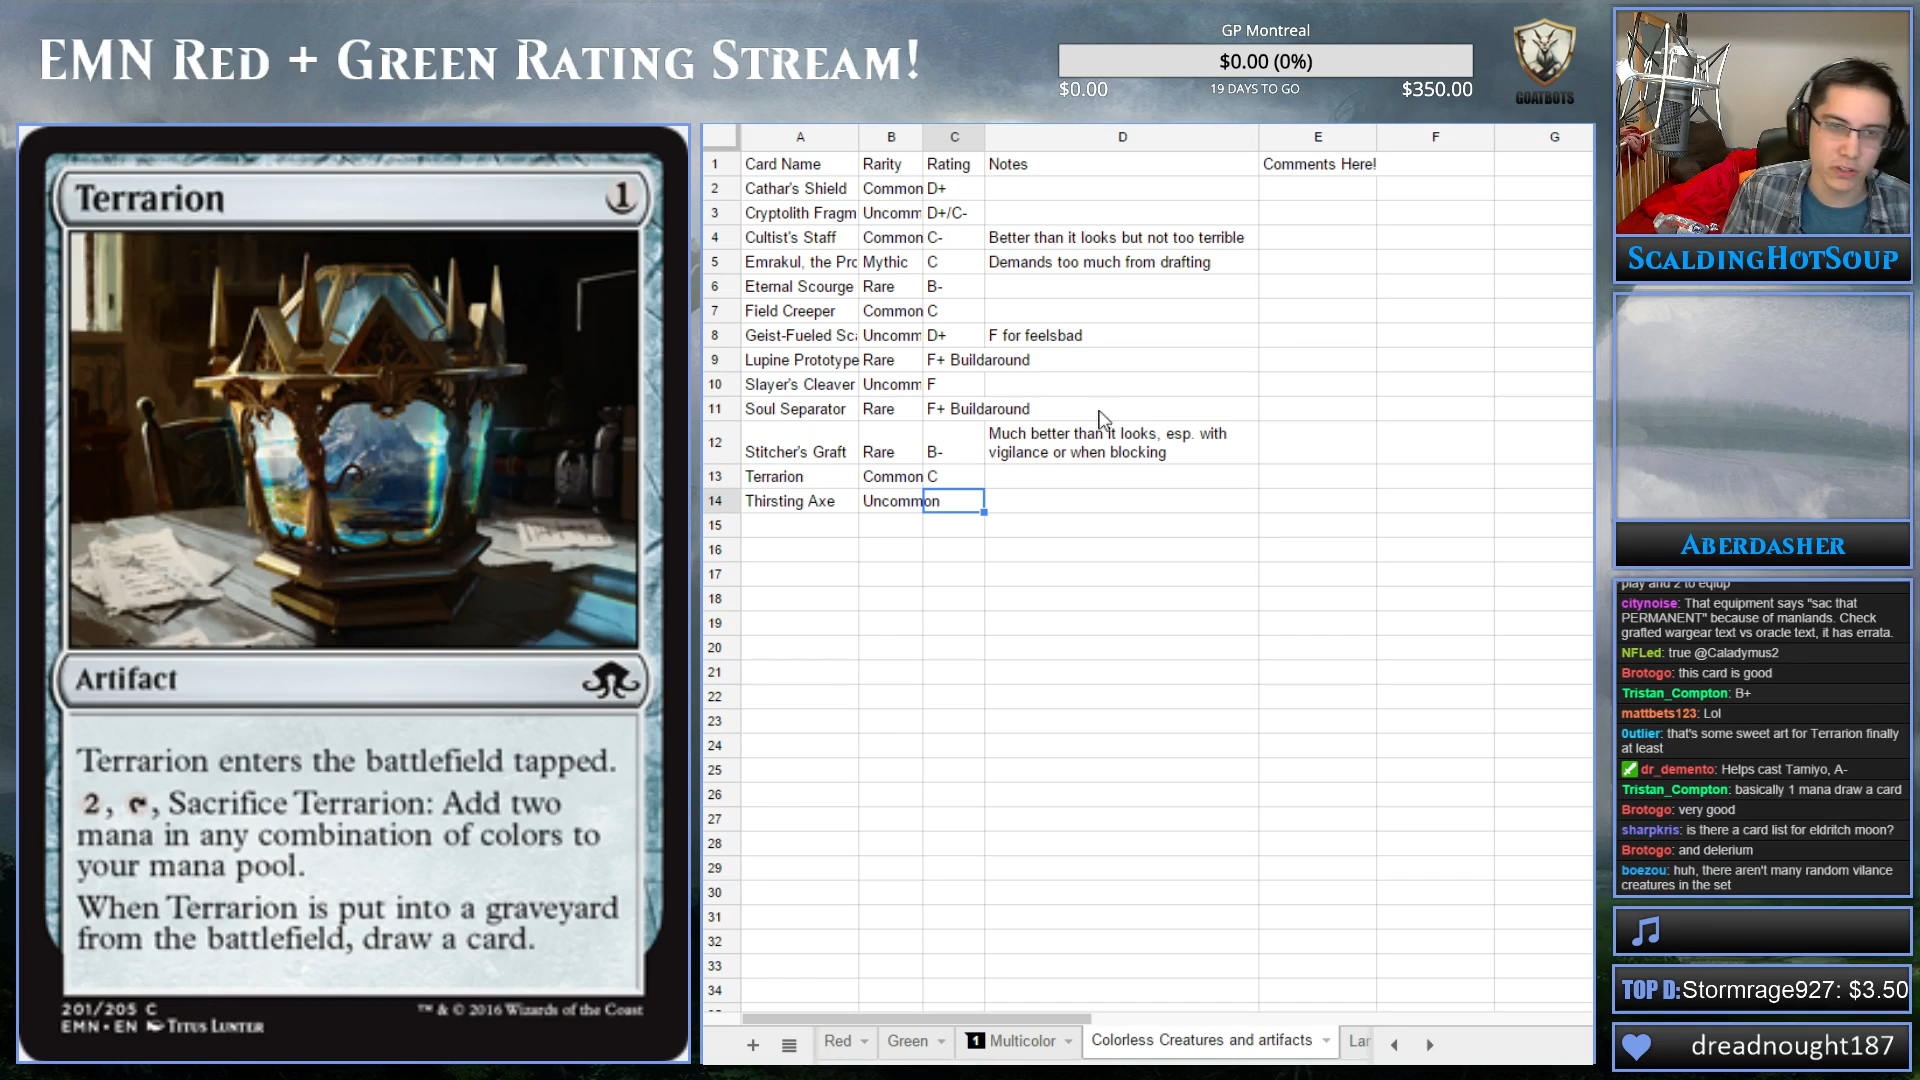 EMN Red + Green Rating Stream!
GP Montreal
$0.00 (0%)
$0.00
19 DAYS TO GO
$350.00
GOATBOTS
Terrarion
1
Artifact
Terrarion enters the battlefield tapped.
2, , Sacrifice Terrarion: Add two
mana in any combination of colors to
your mana pool.
When Terrarion is put into a graveyard
from the battlefield, draw a card.
201/205 C
EMN • EN Titus Lunter
™ & © 2016 Wizards of the Coast
A B C D E F G
1 Card Name Rarity Rating Notes Comments Here!
2 Cathar's Shield Common D+
3 Cryptolith Fragm Uncomm D+/C-
4 Cultist's Staff Common C- Better than it looks but not too terrible
5 Emrakul, the Prc Mythic C Demands too much from drafting
6 Eternal Scourge Rare B-
7 Field Creeper Common C
8 Geist-Fueled Sc Uncomm D+ F for feelsbad
9 Lupine Prototype Rare F+ Buildaround
10 Slayer's Cleaver Uncomm F
11 Soul Separator Rare F+ Buildaround
12 Stitcher's Graft Rare B- Much better than it looks, esp. with
vigilance or when blocking
13 Terrarion Common C
14 Thirsting Axe Uncommon
15
16
17
18
19
20
21
22
23
24
25
26
27
28
29
30
31
32
33
34
+ Red Green 1 Multicolor Colorless Creatures and artifacts Lar
ScaldingHotSoup
Aberdasher
play and 2 to eqiup
citynoise: That equipment says "sac that
PERMANENT" because of manlands. Check
grafted wargear text vs oracle text, it has errata.
NFLed: true @Caladymus2
Brotogo: this card is good
Tristan_Compton: B+
mattbets123: Lol
0utlier: that's some sweet art for Terrarion finally
at least
dr_demento: Helps cast Tamiyo, A-
Tristan_Compton: basically 1 mana draw a card
Brotogo: very good
sharpkris: is there a card list for eldritch moon?
Brotogo: and delerium
boezou: huh, there aren't many random vilance
creatures in the set
TOP D: Stormrage927: $3.50
dreadnought187